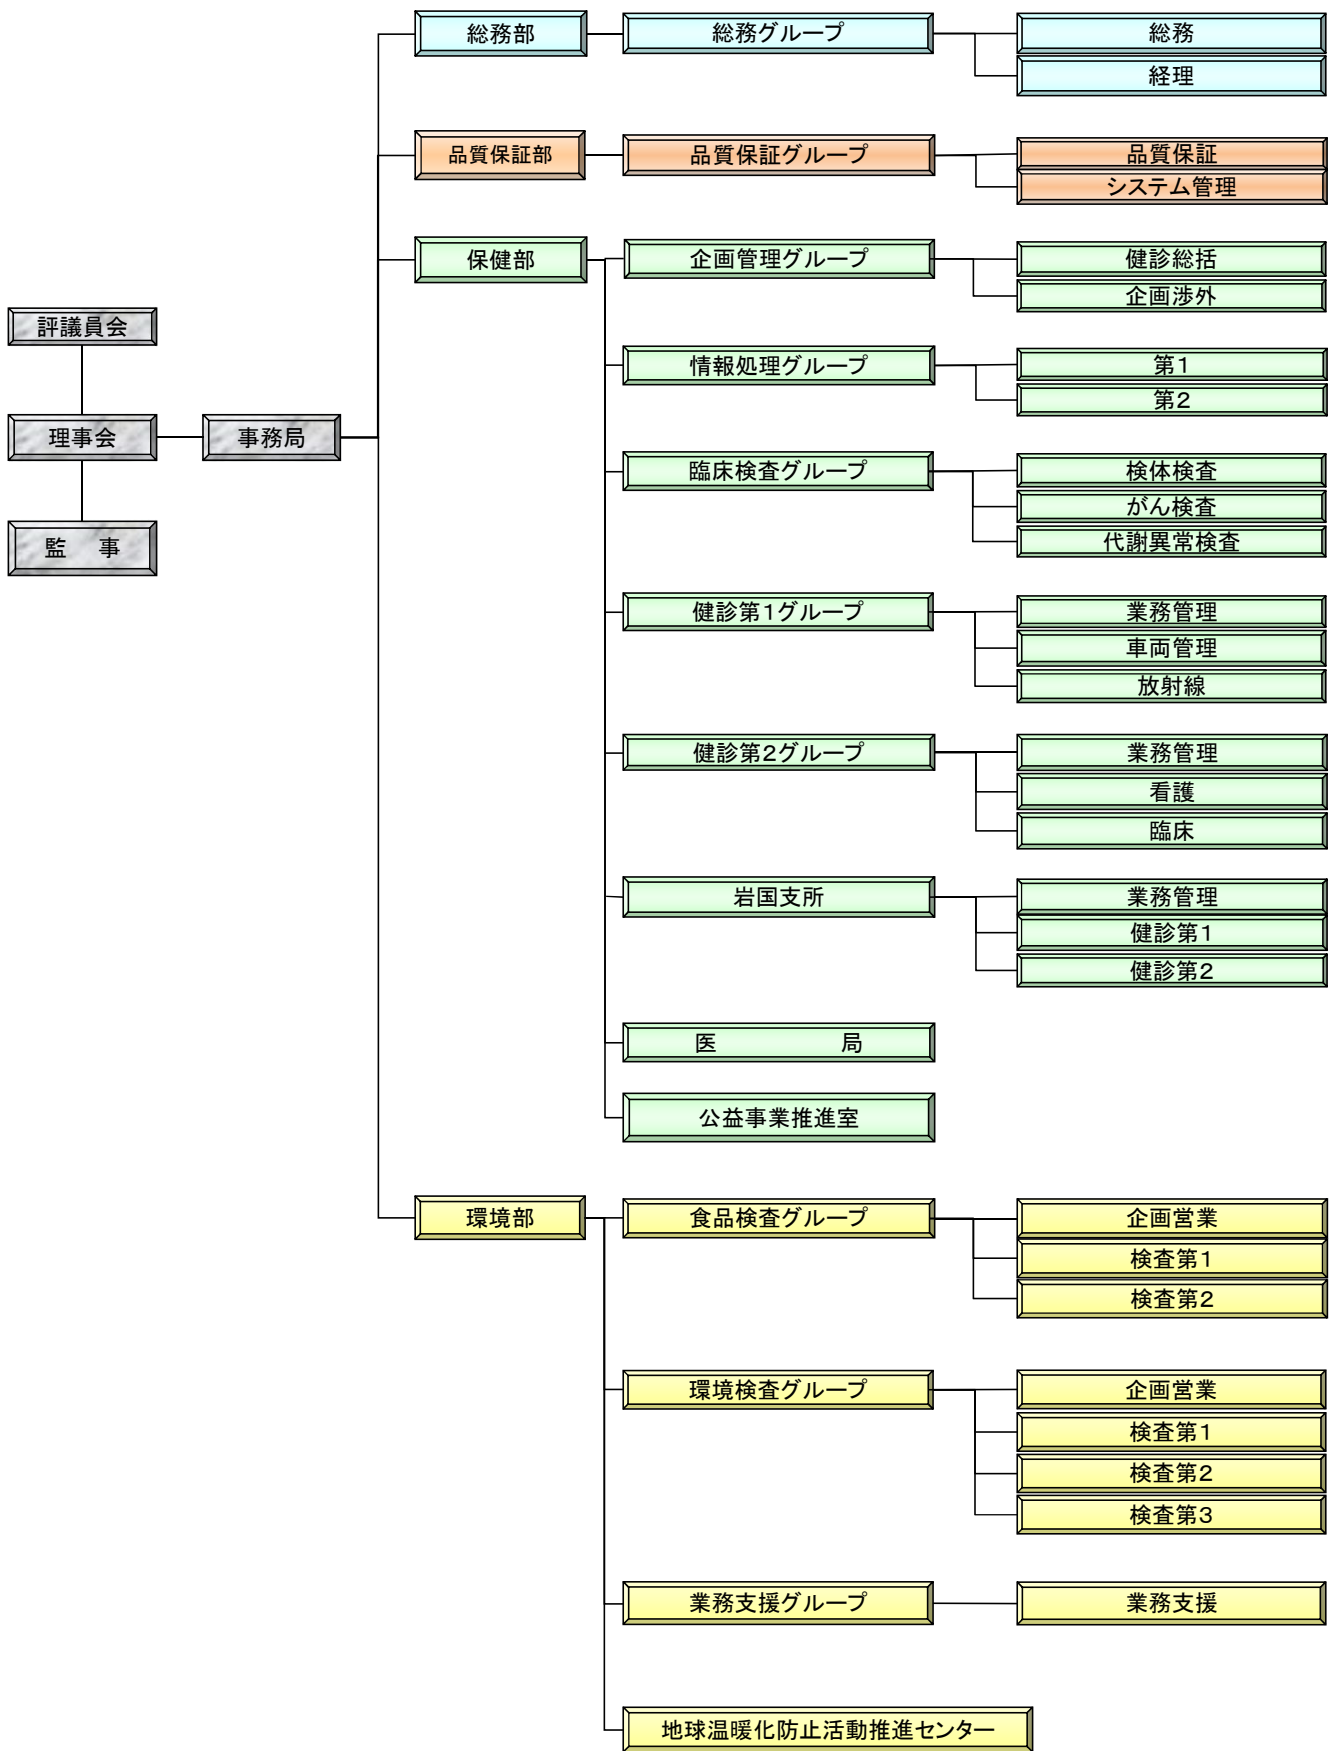 評議員会
理事会
監　事
事務局
総務部
総務グループ
総務
経理
品質保証部
品質保証グループ
品質保証
システム管理
保健部
企画管理グループ
健診総括
企画渉外
情報処理グループ
第１
第２
臨床検査グループ
検体検査
がん検査
代謝異常検査
健診第１グループ
業務管理
車両管理
放射線
健診第２グループ
業務管理
看護
臨床
岩国支所
業務管理
健診第１
健診第２
医　　　局
公益事業推進室
環境部
食品検査グループ
企画営業
検査第１
検査第２
環境検査グループ
企画営業
検査第１
検査第２
検査第３
業務支援グループ
業務支援
地球温暖化防止活動推進センター